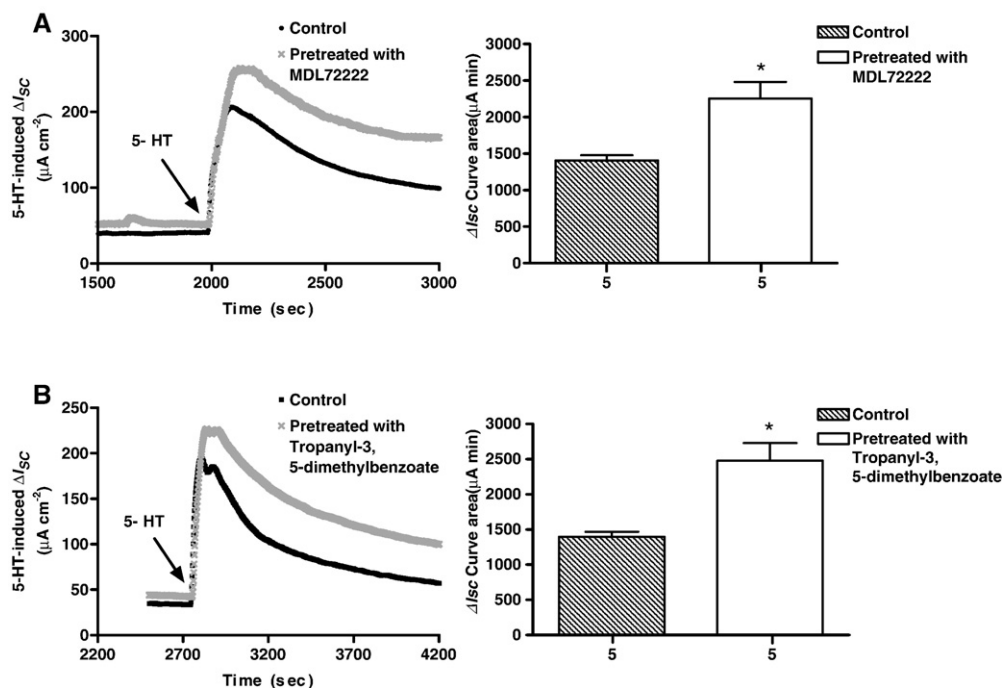 A
5-HT-induced ΔISC
(μA cm-2)
300
200
100
0
1500
2000
2500
3000
Time (sec)
5- HT
Control
Pretreated with
MDL72222
ΔIsc Curve area(μA min)
3000
2500
2000
1500
1000
500
0
*
5
5
Control
Pretreated with
MDL72222
B
5-HT-induced ΔISC
(μA cm-2)
250
200
150
100
50
0
2200
2700
3200
3700
4200
Time (sec)
5- HT
Control
Pretreated with
Tropanyl-3,
5-dimethylbenzoate
ΔIsc Curve area(μA min)
3000
2500
2000
1500
1000
500
0
*
5
5
Control
Pretreated with
Tropanyl-3,
5-dimethylbenzoate